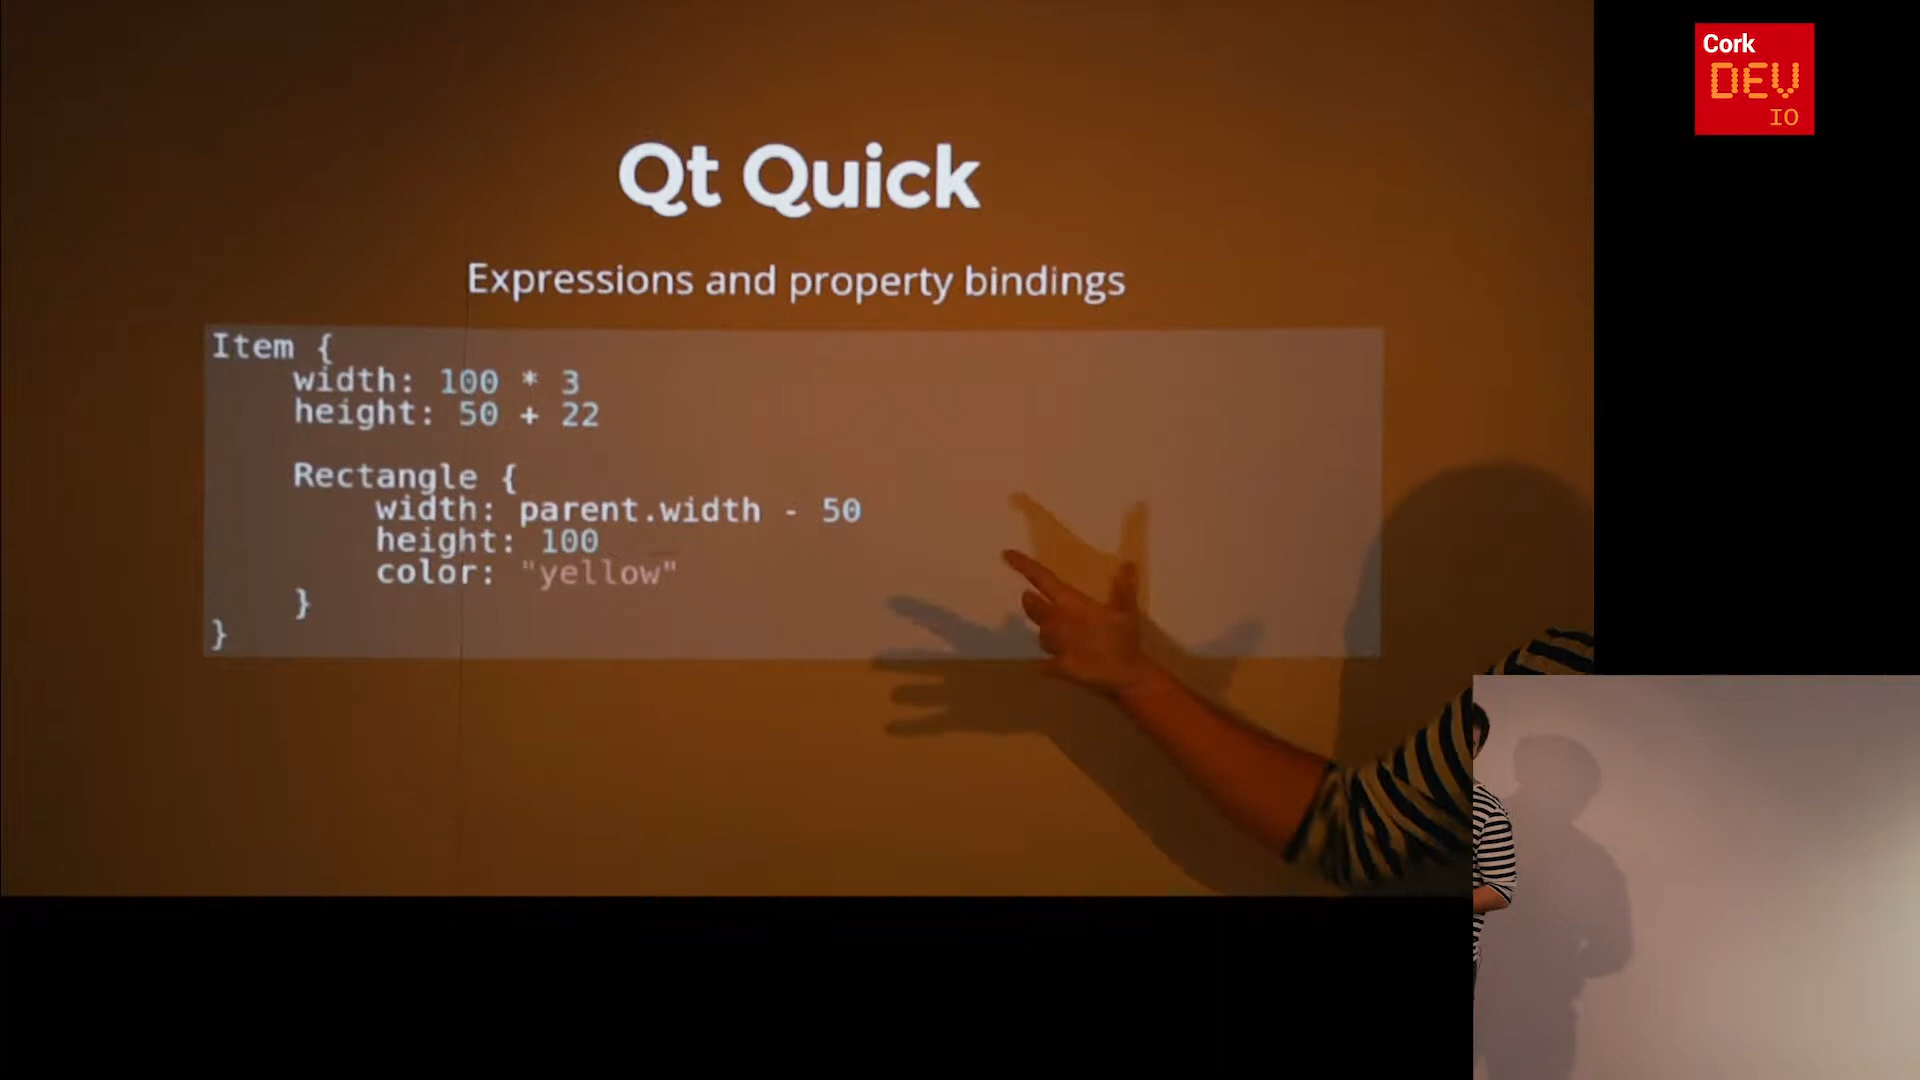 Cork
DEV
IO
Qt Quick
Expressions and property bindings
Item {
    width: 100 * 3
    height: 50 + 22
    Rectangle {
        width: parent.width - 50
        height: 100
        color: "yellow"
    }
}